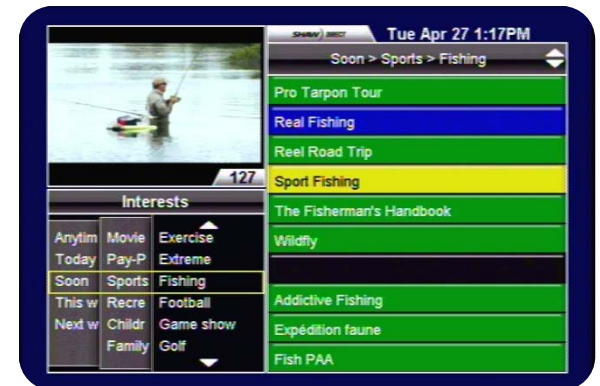 SHAW) DIRECT
Tue Apr 27 1:17PM
Soon > Sports > Fishing
Pro Tarpon Tour
Real Fishing
Reel Road Trip
127
Sport Fishing
Interests
The Fisherman's Handbook
Anytim Movie Exercise
Wildfly
Today Pay-P Extreme
Soon Sports Fishing
This w Recre Football
Addictive Fishing
Next w Childr Game show
Expédition faune
Family Golf
Fish PAA